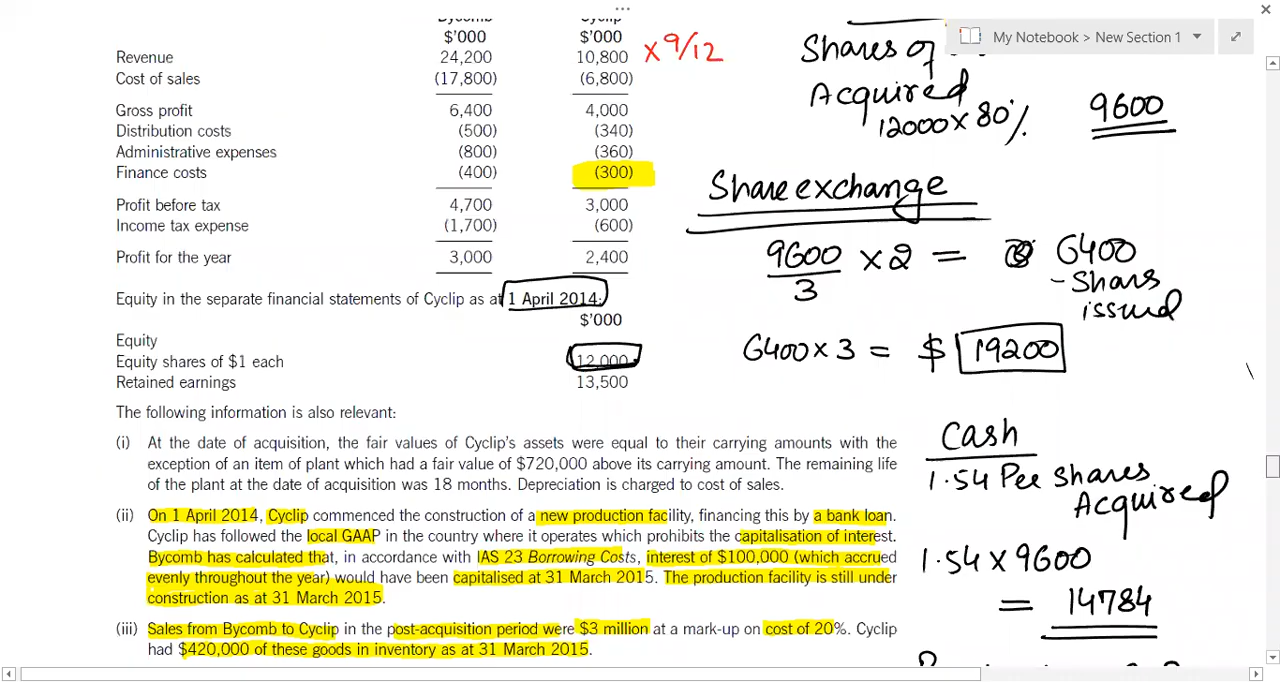 Cyclip
$'000 $'000
Revenue 24,200 10,800 x 9/12
Cost of sales (17,800) (6,800)
Gross profit 6,400 4,000
Distribution costs (500) (340)
Administrative expenses (800) (360)
Finance costs (400) (300)
Profit before tax 4,700 3,000
Income tax expense (1,700) (600)
Profit for the year 3,000 2,400
Equity in the separate financial statements of Cyclip as at 1 April 2014:
$'000
Equity
Equity shares of $1 each 12,000
Retained earnings 13,500
The following information is also relevant:
(i) At the date of acquisition, the fair values of Cyclip's assets were equal to their carrying amounts with the
exception of an item of plant which had a fair value of $720,000 above its carrying amount. The remaining life
of the plant at the date of acquisition was 18 months. Depreciation is charged to cost of sales.
(ii) On 1 April 2014, Cyclip commenced the construction of a new production facility, financing this by a bank loan.
Cyclip has followed the local GAAP in the country where it operates which prohibits the capitalisation of interest.
Bycomb has calculated that, in accordance with IAS 23 Borrowing Costs, interest of $100,000 (which accrued
evenly throughout the year) would have been capitalised at 31 March 2015. The production facility is still under
construction as at 31 March 2015.
(iii) Sales from Bycomb to Cyclip in the post-acquisition period were $3 million at a mark-up on cost of 20%. Cyclip
had $420,000 of these goods in inventory as at 31 March 2015.
My Notebook > New Section 1
Shares of
Acquired
12000 x 80% 9600
Share exchange
9600/3 x 2 = 6400
- Shars
issued
6400 x 3 = $ 19200
Cash
1.54 Pee shares
Acquired
1.54 x 9600
= 14784